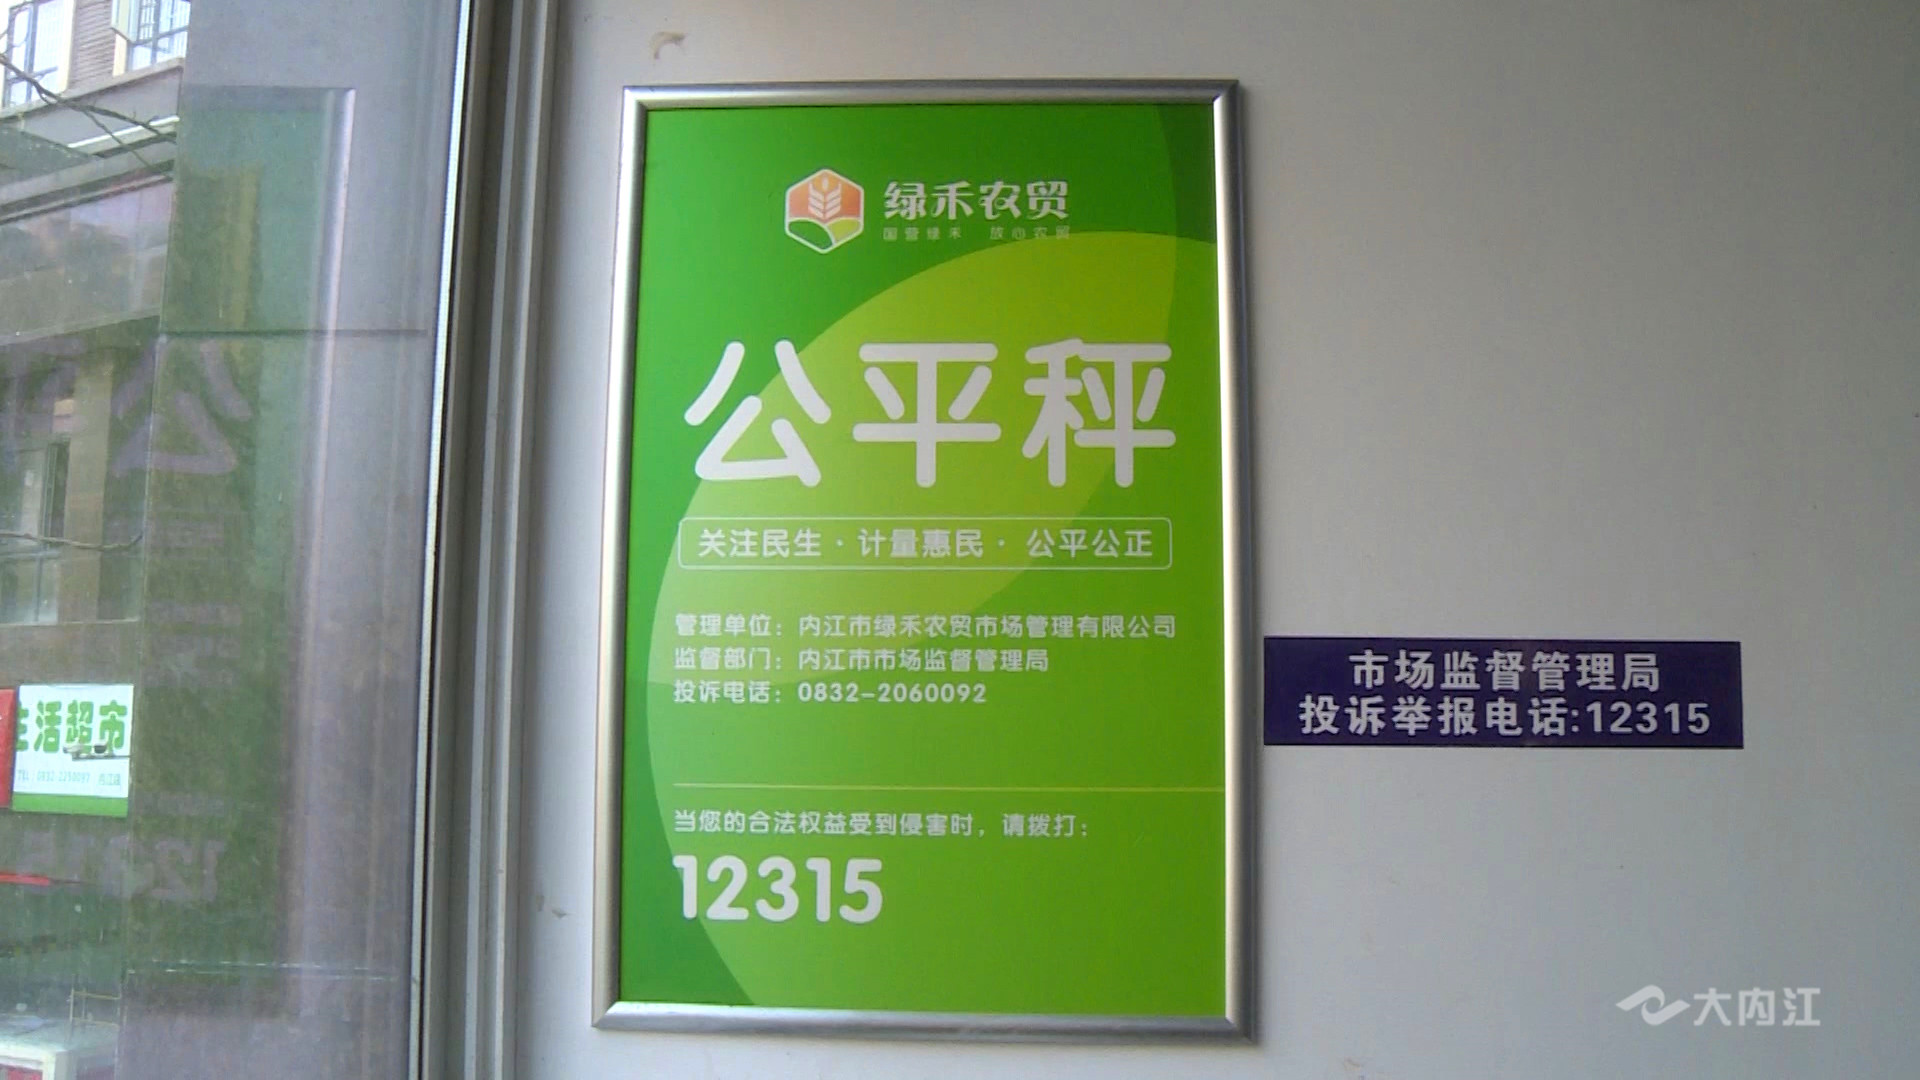 绿禾农贸
国营绿禾 放心农贸
公平秤
关注民生·计量惠民·公平公正
管理单位：内江市绿禾农贸市场管理有限公司
监督部门：内江市市场监督管理局
投诉电话：0832-2060092
当您的合法权益受到侵害时，请拨打：
12315
市场监督管理局
投诉举报电话:12315
生活超市
大内江